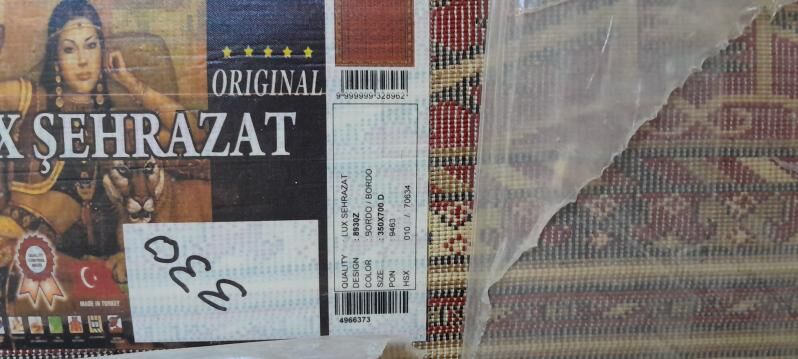 ORIGINAL
X ŞEHRAZAT
MADE IN TURKEY
330
9 999999 328962
QUALITY : LUX SEHRAZAT
DESIGN : 8930Z
COLOR : BORDO / BORDO
SIZE : 350X700 D
PON : 9463
HSX 010 / 70634
4966373